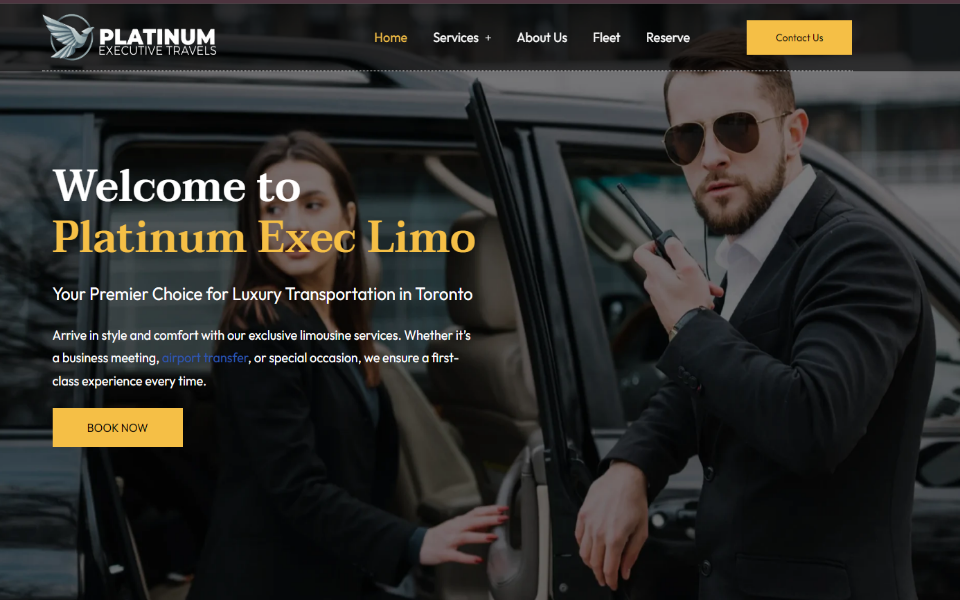 PLATINUM
EXECUTIVE TRAVELS
Home
Services +
About Us
Fleet
Reserve
Contact Us
Welcome to
Platinum Exec Limo
Your Premier Choice for Luxury Transportation in Toronto
Arrive in style and comfort with our exclusive limousine services. Whether it's
a business meeting, airport transfer, or special occasion, we ensure a first-
class experience every time.
BOOK NOW